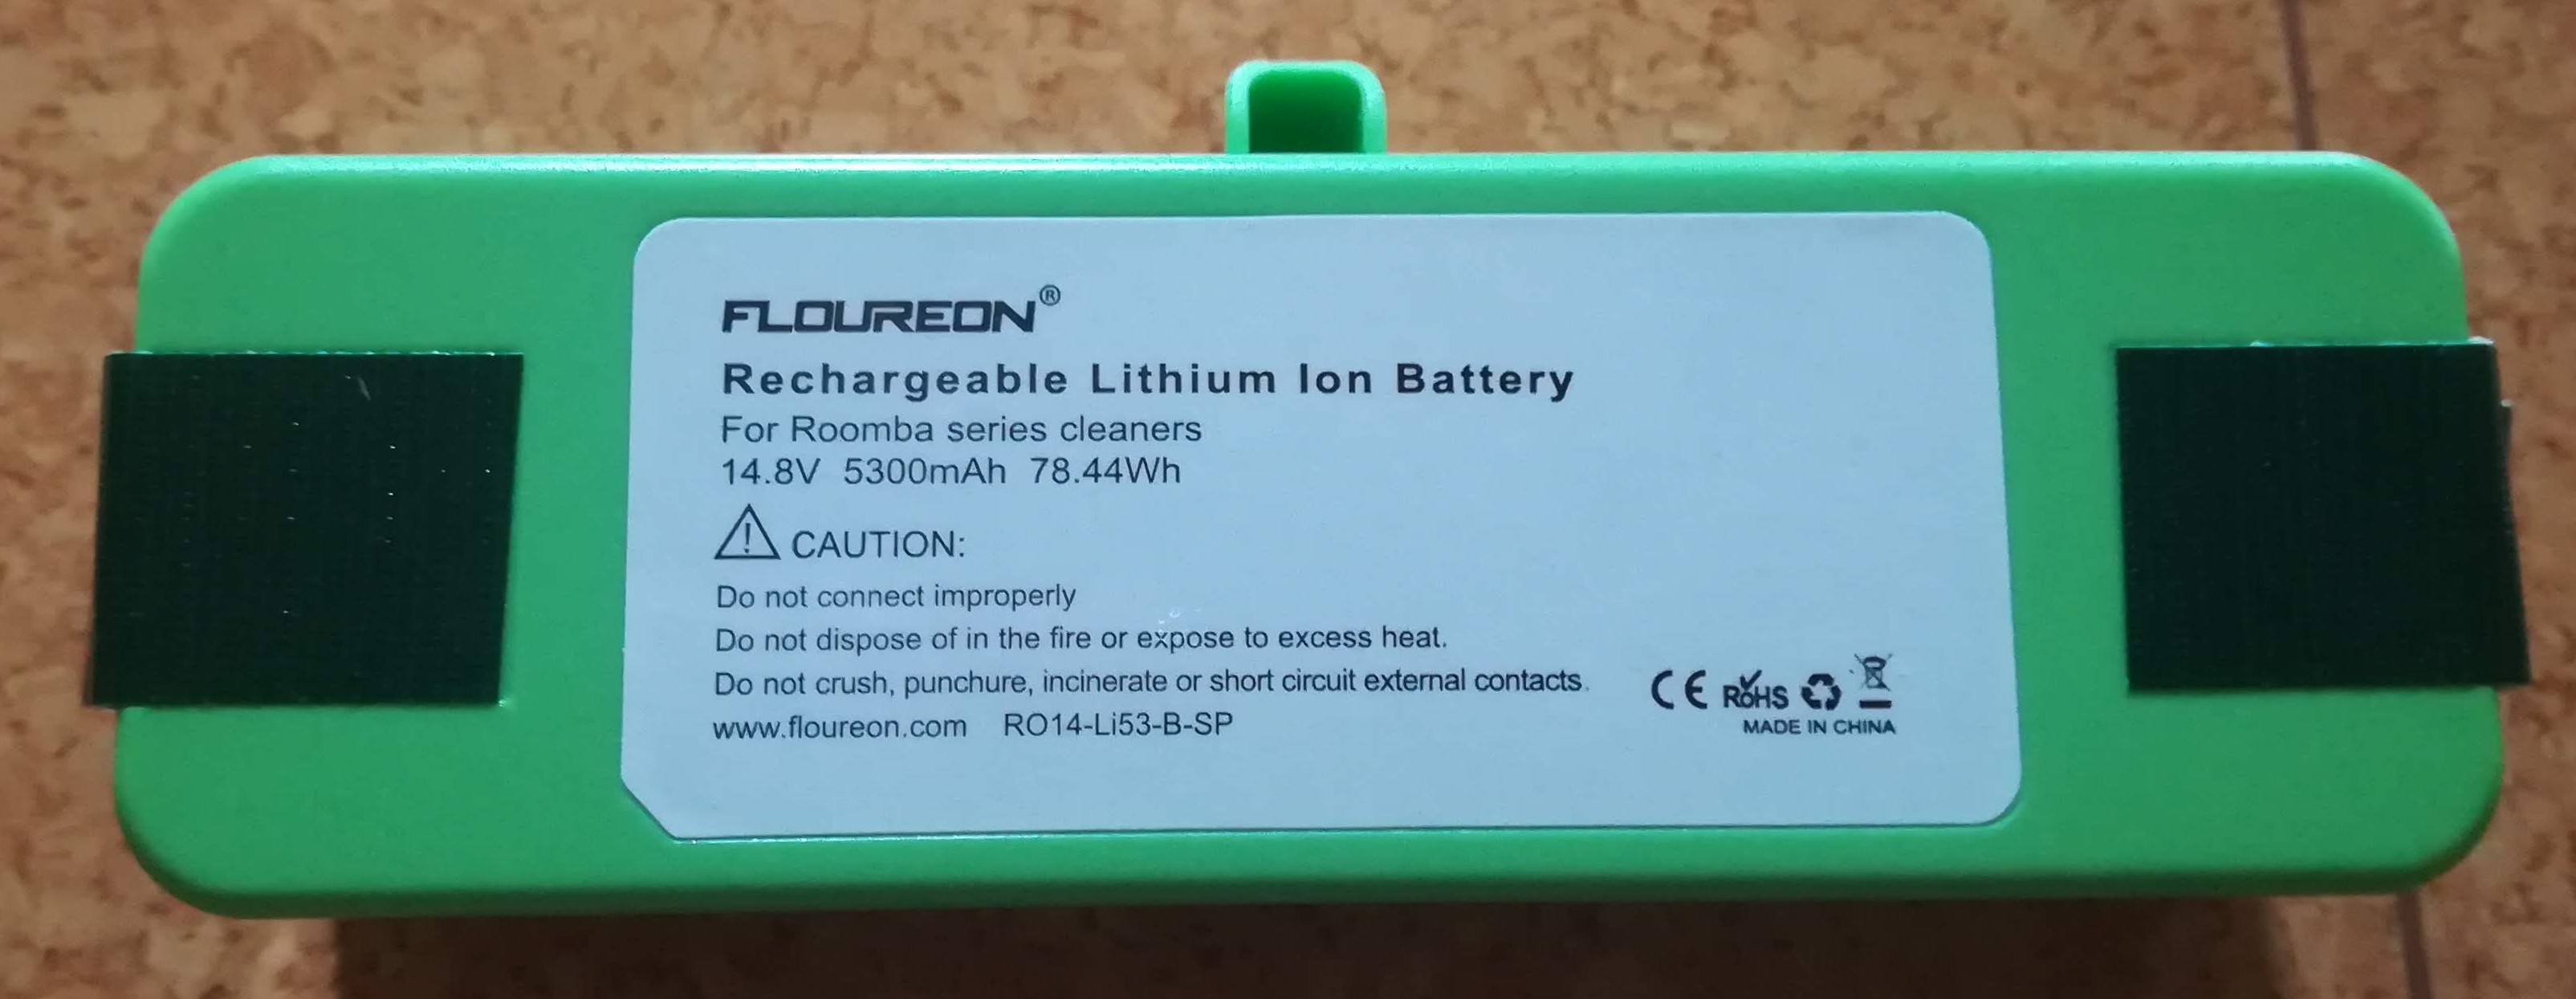 FLOUREON®
Rechargeable Lithium Ion Battery
For Roomba series cleaners
14.8V 5300mAh 78.44Wh
CAUTION:
Do not connect improperly
Do not dispose of in the fire or expose to excess heat.
Do not crush, punchure, incinerate or short circuit external contacts.
www.floureon.com RO14-Li53-B-SP
CE RoHS
MADE IN CHINA